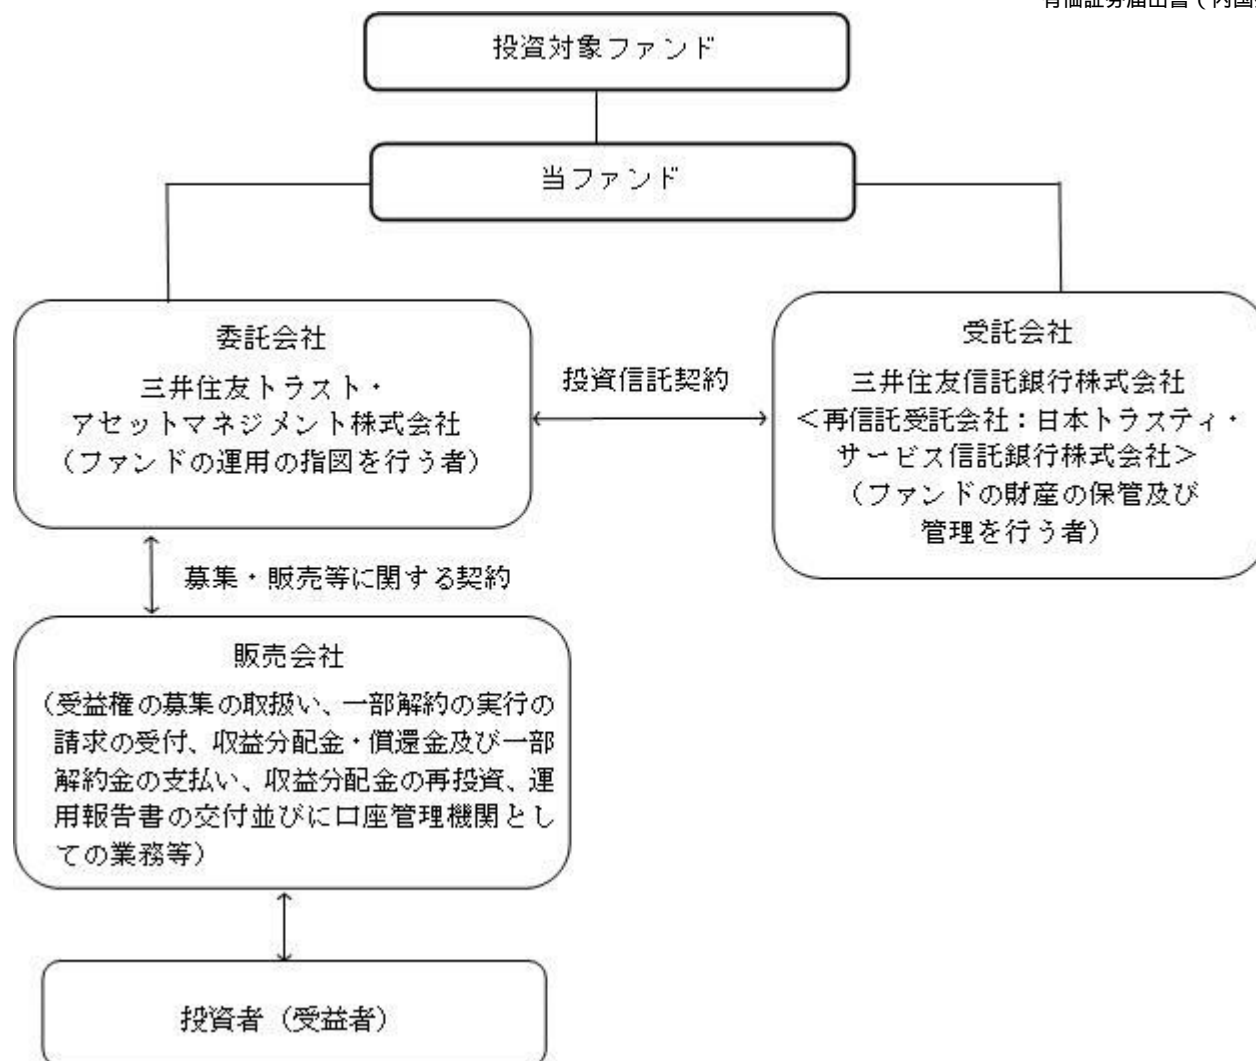 有価証券届出書（内国
投資対象ファンド
当ファンド
委託会社
三井住友トラスト・
アセットマネジメント株式会社
（ファンドの運用の指図を行う者）
投資信託契約
受託会社
三井住友信託銀行株式会社
＜再信託受託会社：日本トラスティ・
サービス信託銀行株式会社＞
（ファンドの財産の保管及び
管理を行う者）
募集・販売等に関する契約
販売会社
（受益権の募集の取扱い、一部解約の実行の
請求の受付、収益分配金・償還金及び一部
解約金の支払い、収益分配金の再投資、運
用報告書の交付並びに口座管理機関とし
ての業務等）
投資者（受益者）